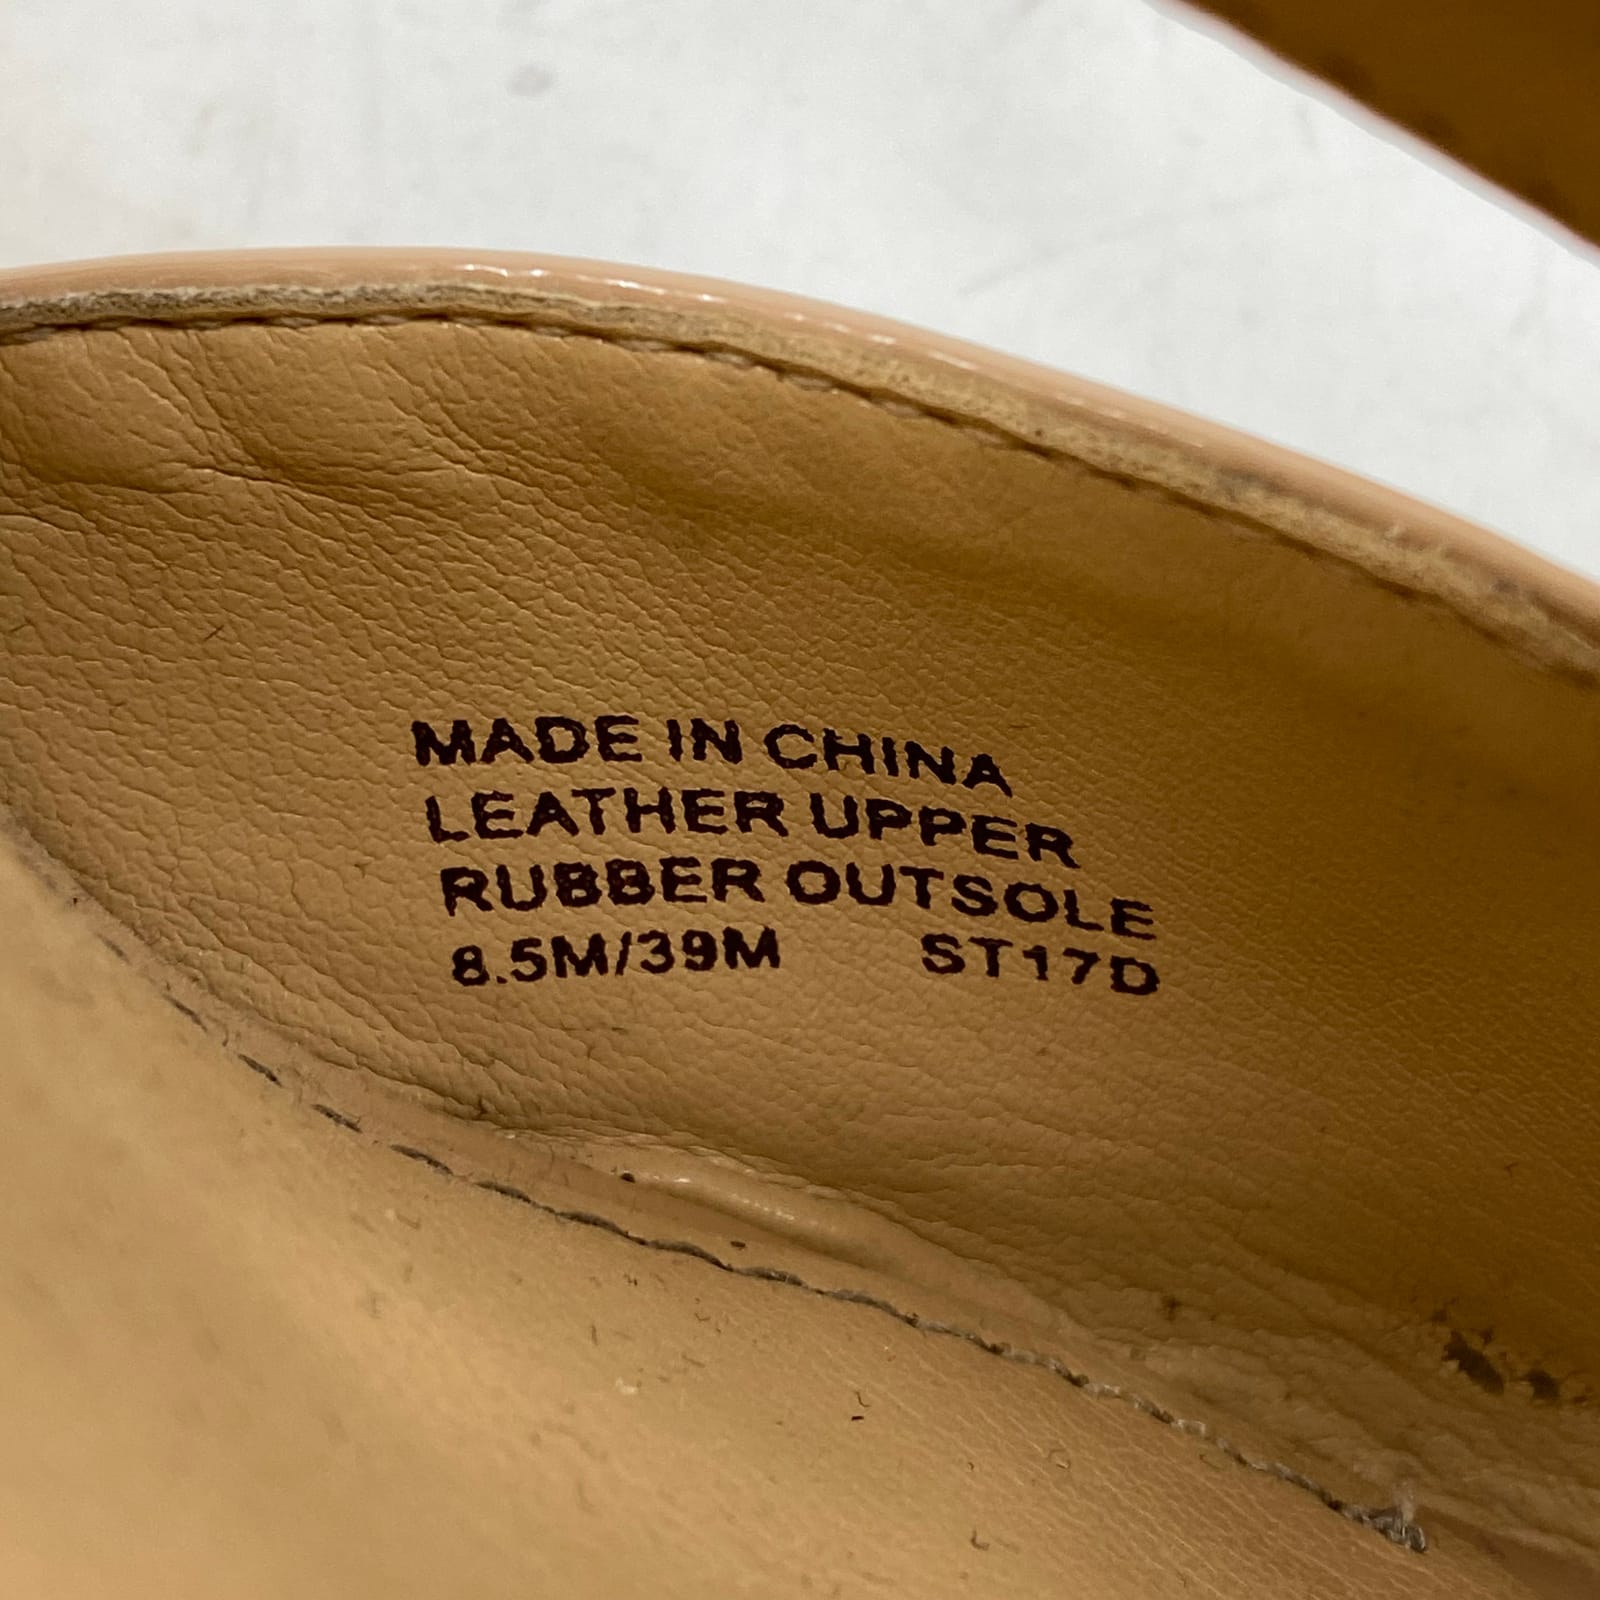 MADE IN CHINA
LEATHER UPPER
RUBBER OUTSOLE
8.5M/39M ST17D